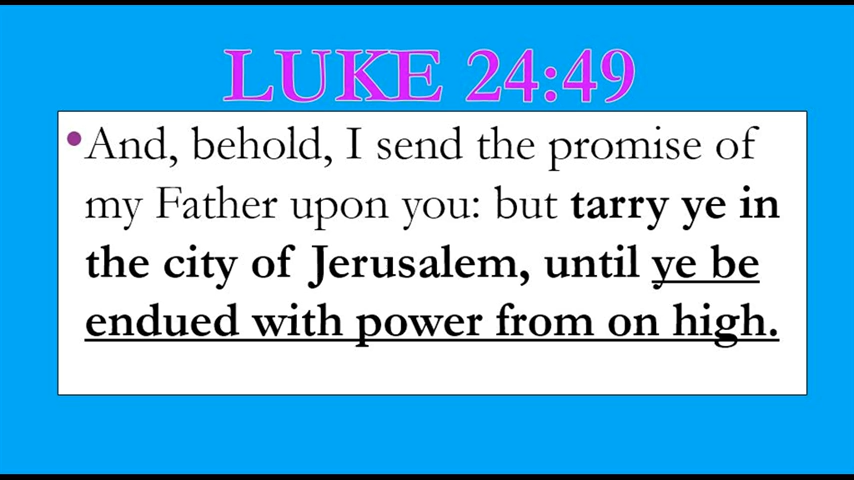 LUKE 24:49
•And, behold, I send the promise of
my Father upon you: but tarry ye in
the city of Jerusalem, until ye be
endued with power from on high.